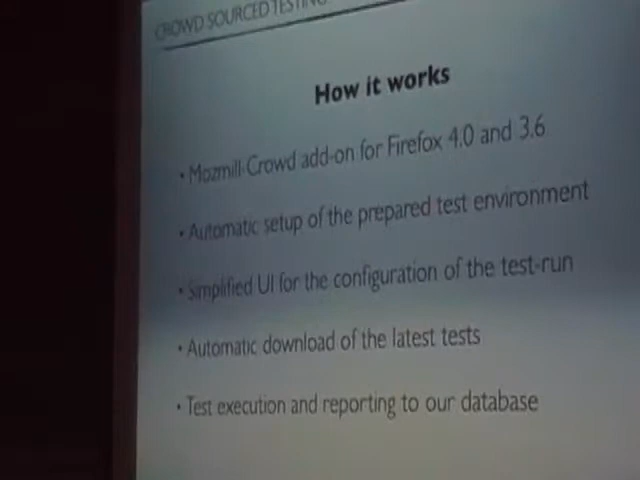 CROWD SOURCED TESTING
How it works
• Mozmill-Crowd add-on for Firefox 4.0 and 3.6
• Automatic setup of the prepared test environment
• Simplified UI for the configuration of the test-run
• Automatic download of the latest tests
• Test execution and reporting to our database